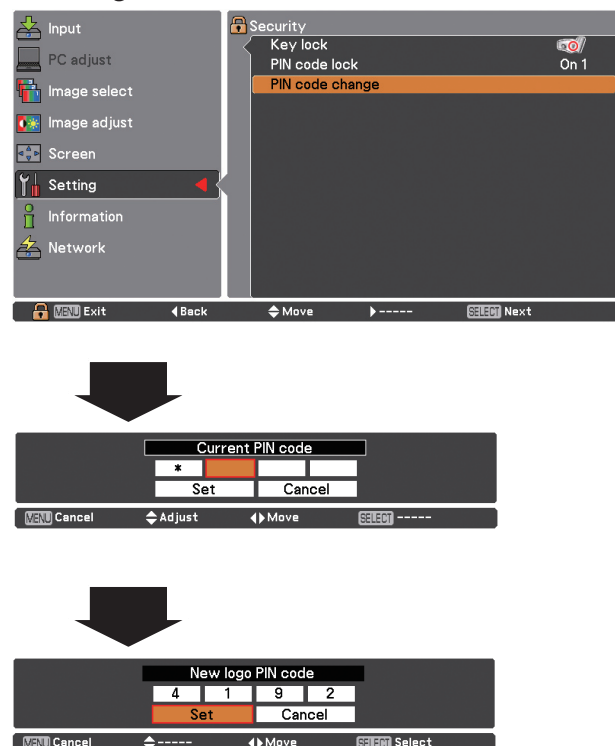 Input
PC adjust
Image select
Image adjust
Screen
Setting
Information
Network
Security
Key lock
PIN code lock On 1
PIN code change
MENU Exit Back Move ----- SELECT Next
Current PIN code
*
Set Cancel
MENU Cancel Adjust Move SELECT -----
New logo PIN code
4 1 9 2
Set Cancel
MENU Cancel ----- Move SELECT Select